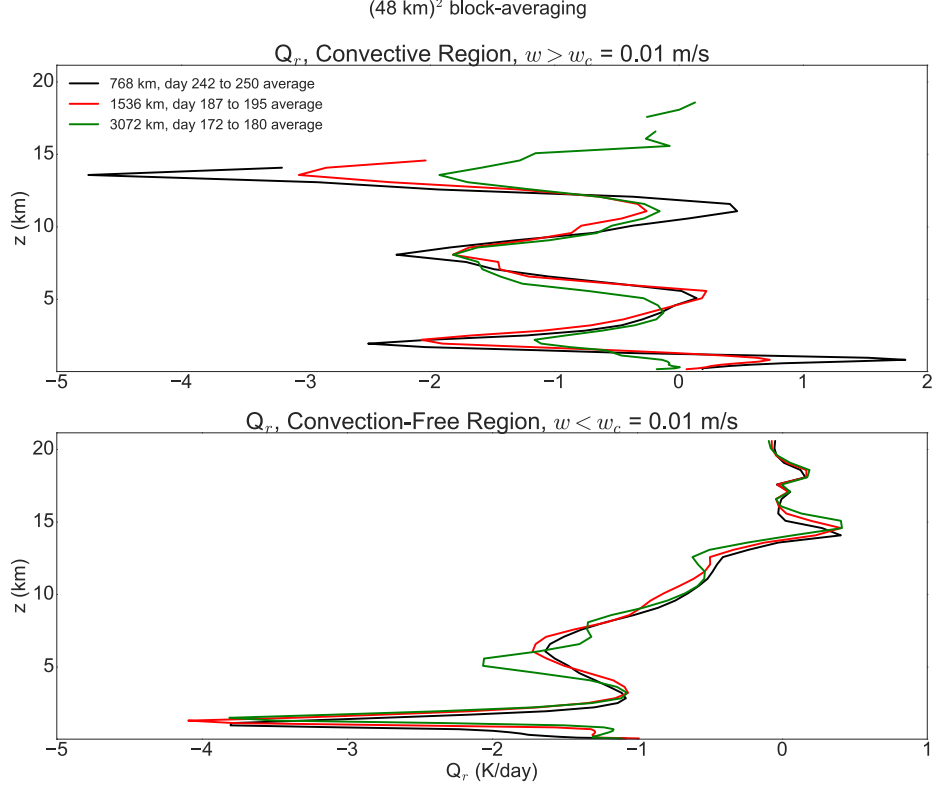 (48 km)² block-averaging
Q_r, Convective Region, w > w_c = 0.01 m/s
768 km, day 242 to 250 average
1536 km, day 187 to 195 average
3072 km, day 172 to 180 average
20
15
10
5
z (km)
−5 −4 −3 −2 −1 0 1 2
Q_r, Convection-Free Region, w < w_c = 0.01 m/s
20
15
10
5
z (km)
−5 −4 −3 −2 −1 0 1
Q_r (K/day)